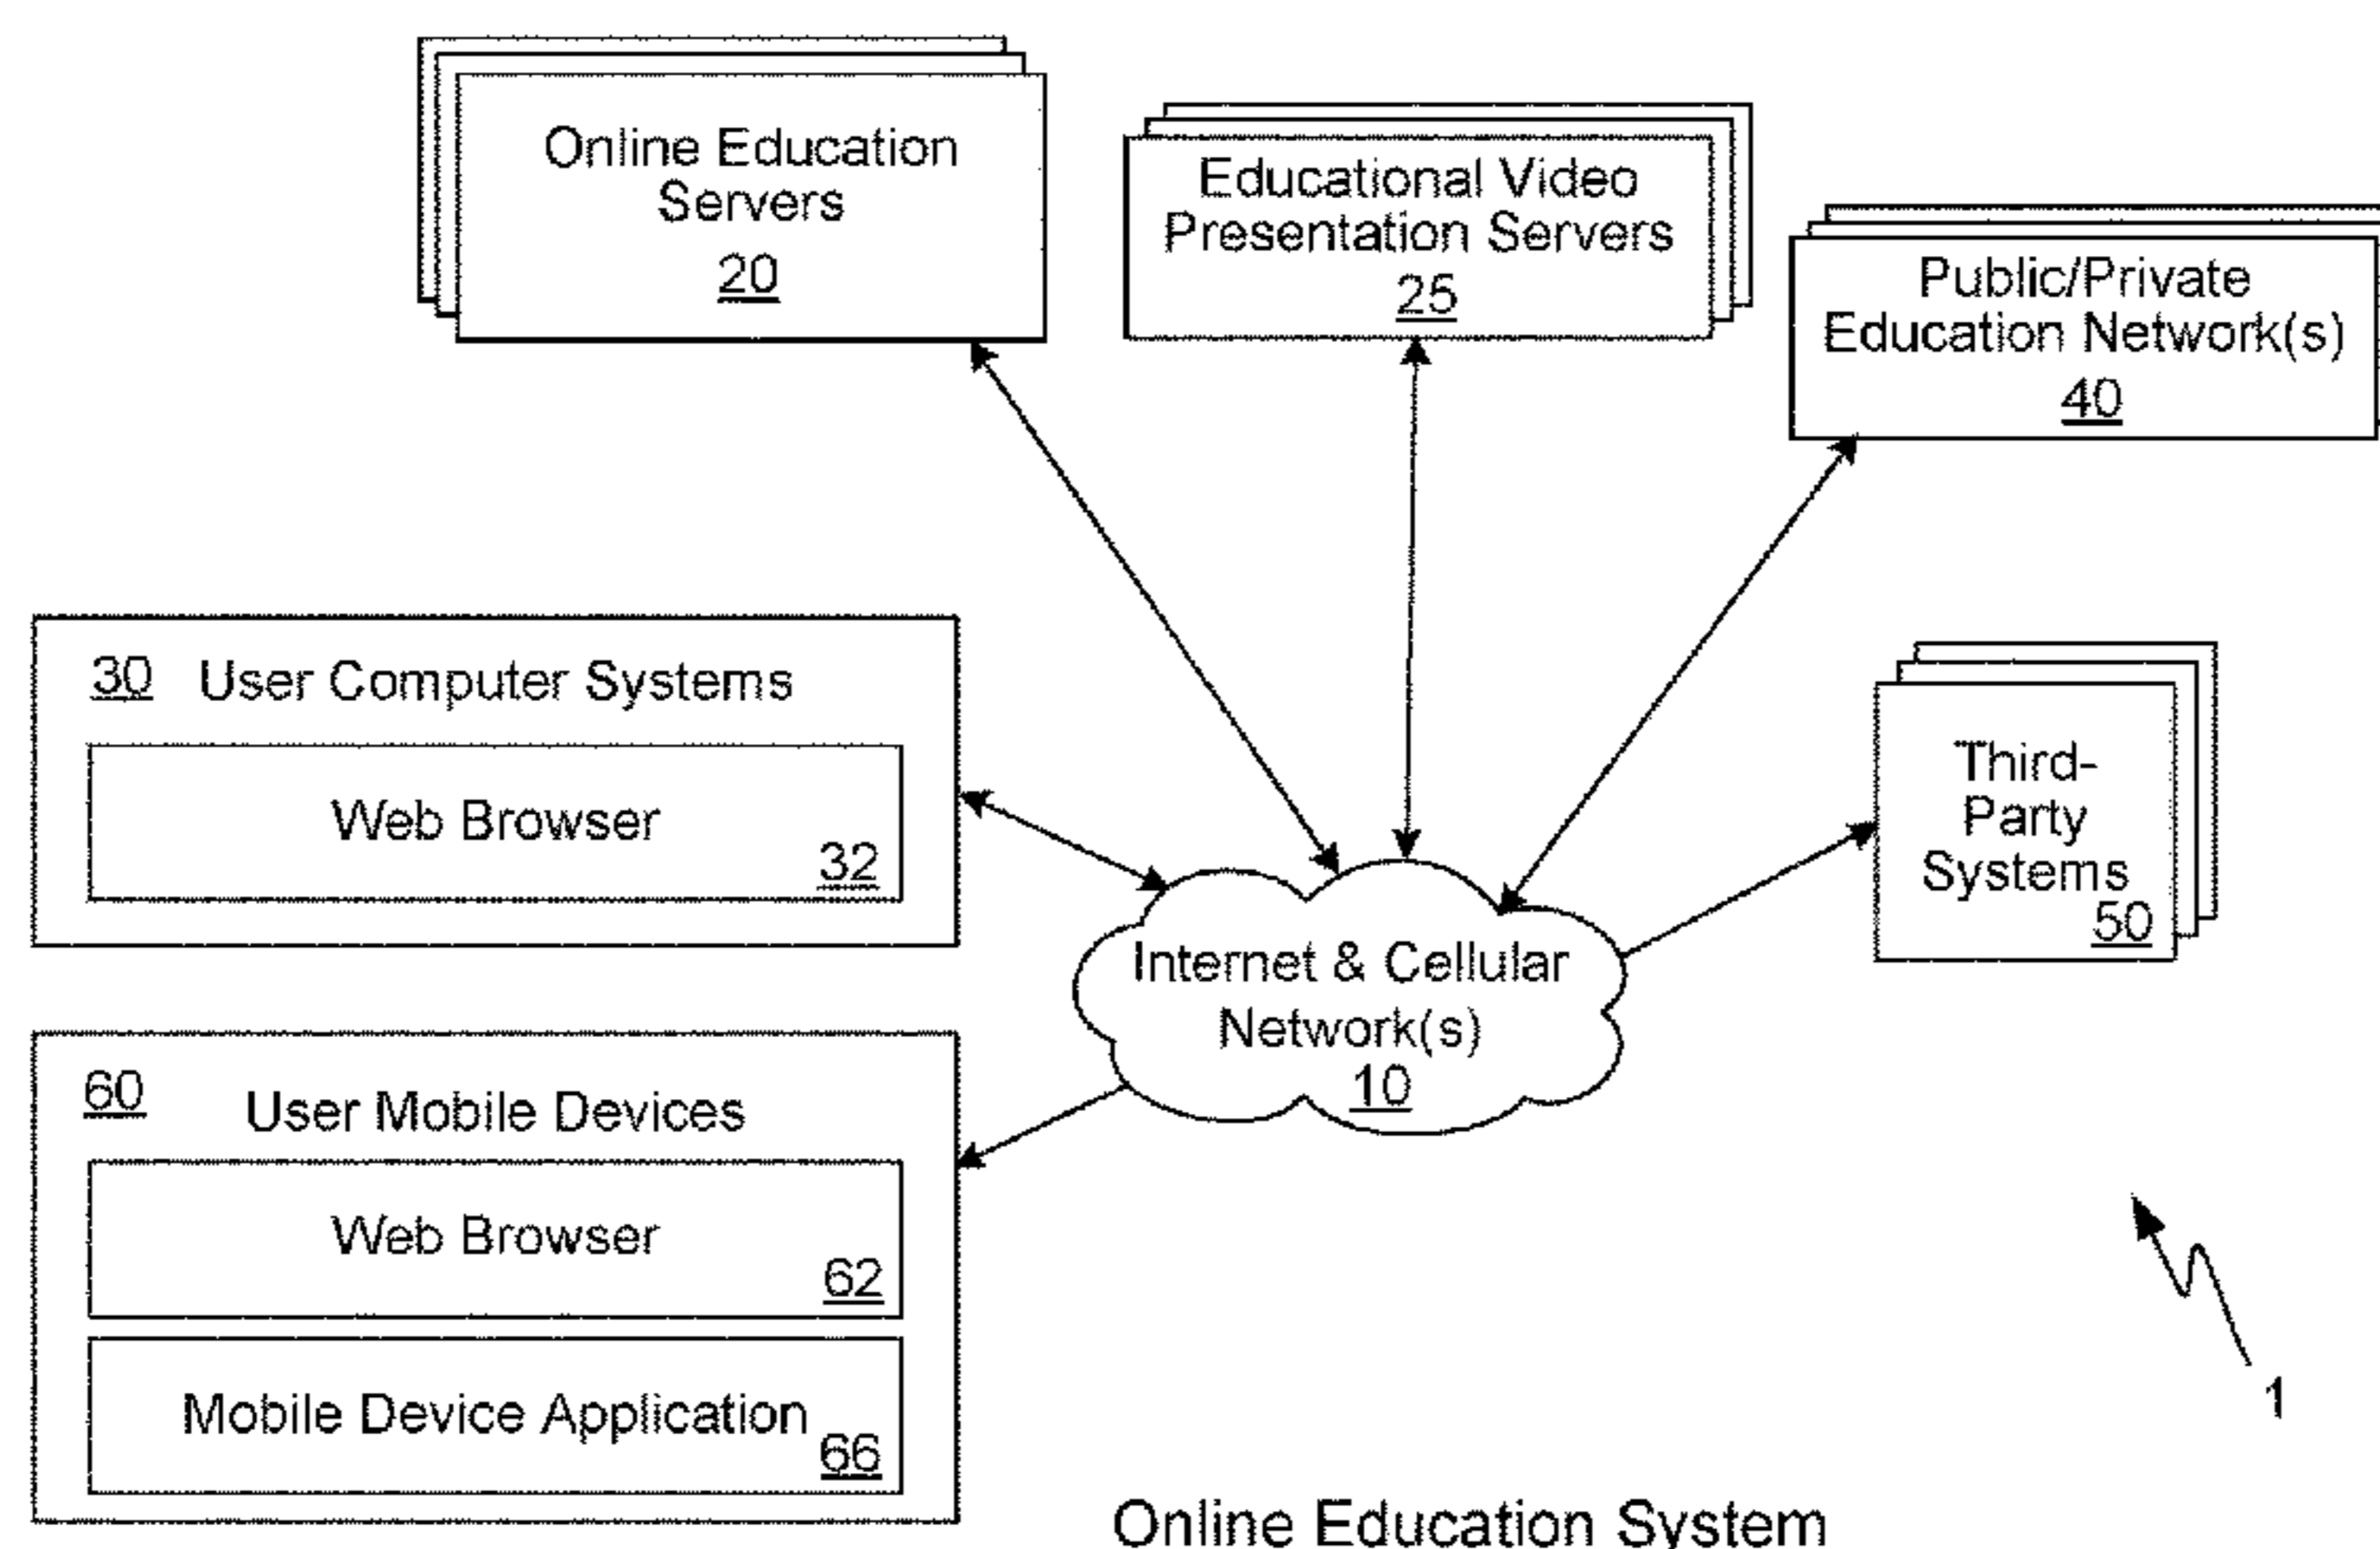 Online Education
Servers
20
Educational Video
Presentation Servers
25
Public/Private
Education Network(s)
40
30 User Computer Systems
Web Browser
32
Third-
Party
Systems
50
Internet & Cellular
Network(s)
10
60
User Mobile Devices
Web Browser
62
Mobile Device Application
66
1
Online Education System